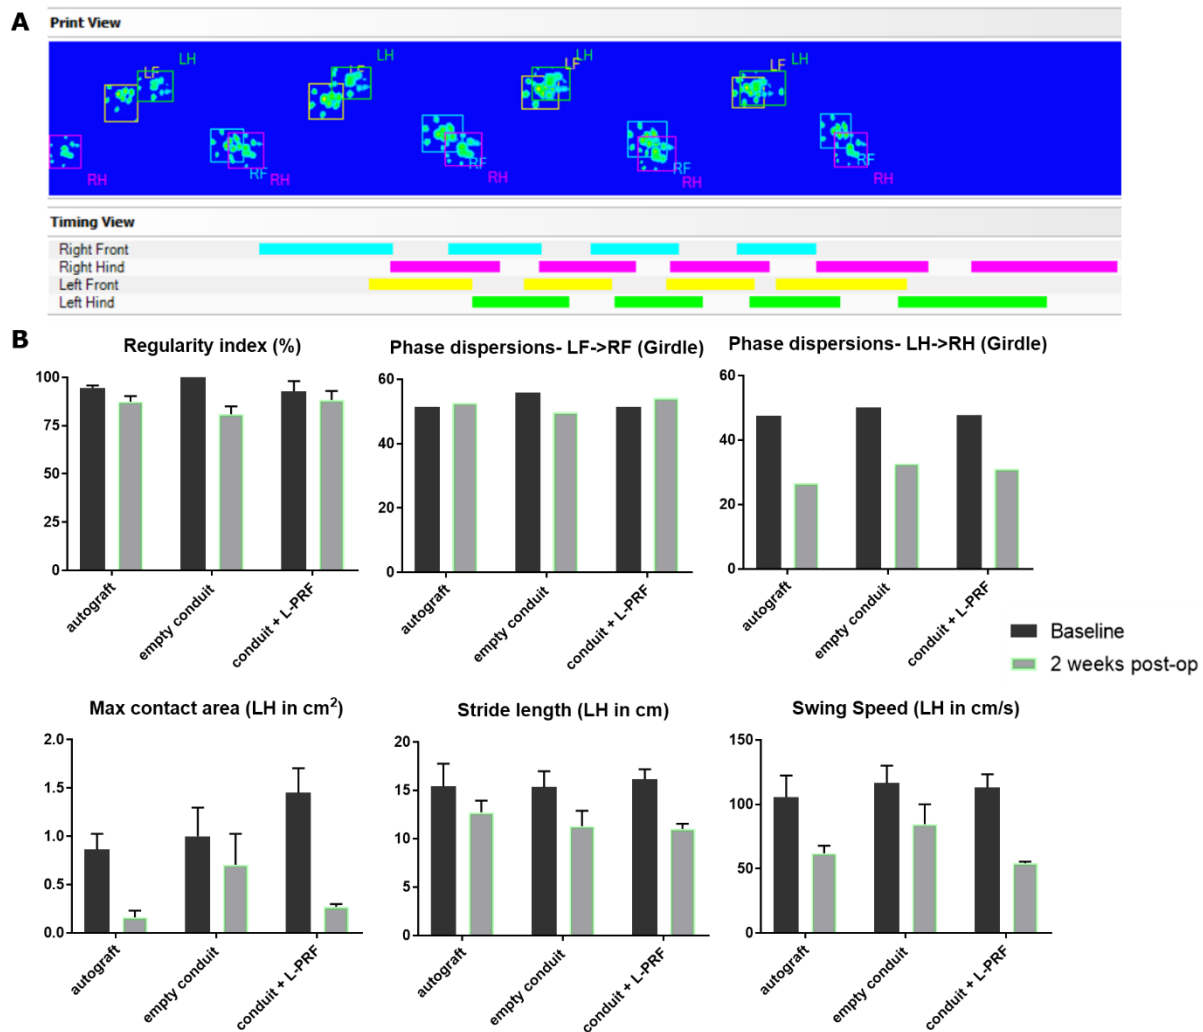 A
Print View
LH LH LH LH
LF LF LF LF
RF RF RF
RH RH RH RH RH
Timing View
Right Front
Right Hind
Left Front
Left Hind
B
Regularity index (%)
100
75
50
25
0
autograft
empty conduit
conduit + L-PRF
Phase dispersions- LF->RF (Girdle)
60
40
20
0
autograft
empty conduit
conduit + L-PRF
Phase dispersions- LH->RH (Girdle)
60
40
20
0
autograft
empty conduit
conduit + L-PRF
Baseline
2 weeks post-op
Max contact area (LH in cm²)
2.0
1.5
1.0
0.5
0.0
autograft
empty conduit
conduit + L-PRF
Stride length (LH in cm)
20
15
10
5
0
autograft
empty conduit
conduit + L-PRF
Swing Speed (LH in cm/s)
150
100
50
0
autograft
empty conduit
conduit + L-PRF